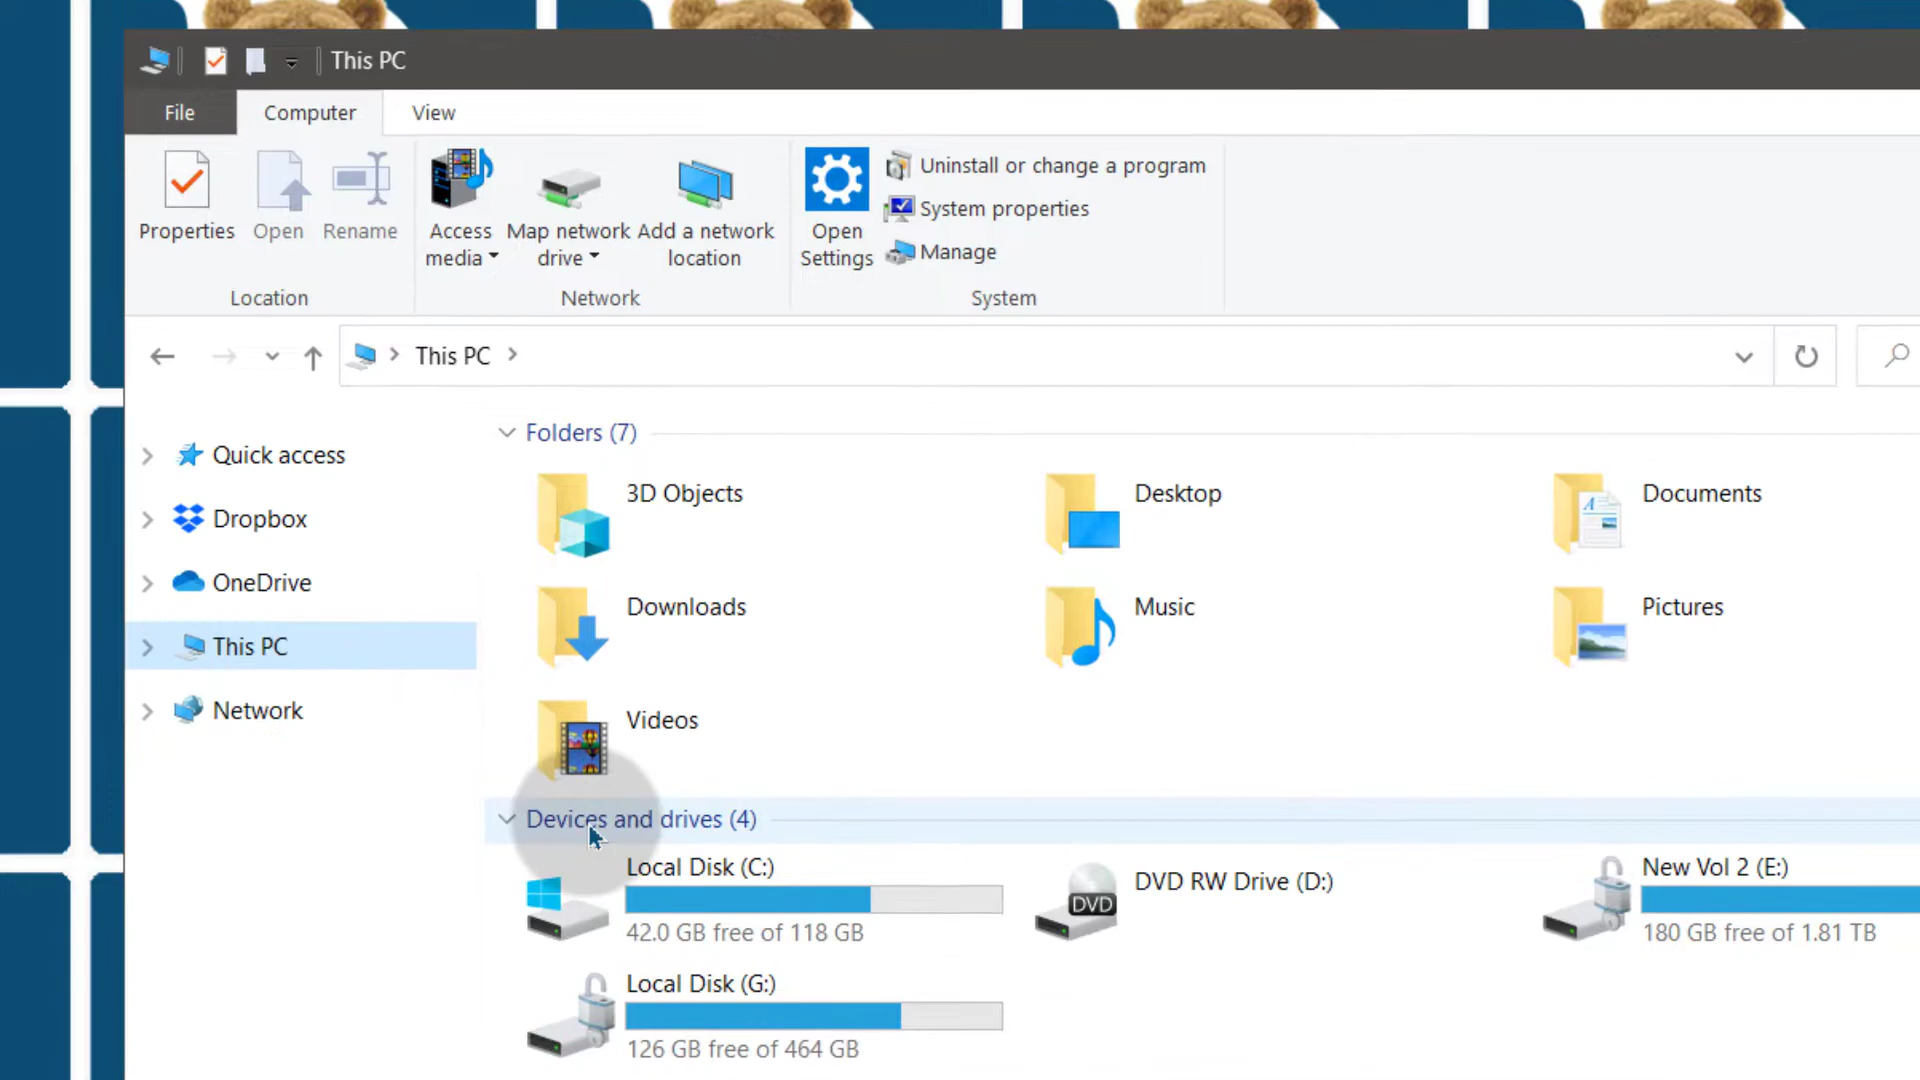 This PC
File Computer View
Properties Open Rename Access media Map network drive Add a network location Open Settings
Uninstall or change a program
System properties
Manage
Location Network System
This PC
Quick access
Dropbox
OneDrive
This PC
Network
Folders (7)
3D Objects Desktop Documents
Downloads Music Pictures
Videos
Devices and drives (4)
Local Disk (C:)
42.0 GB free of 118 GB
DVD
DVD RW Drive (D:)
New Vol 2 (E:)
180 GB free of 1.81 TB
Local Disk (G:)
126 GB free of 464 GB